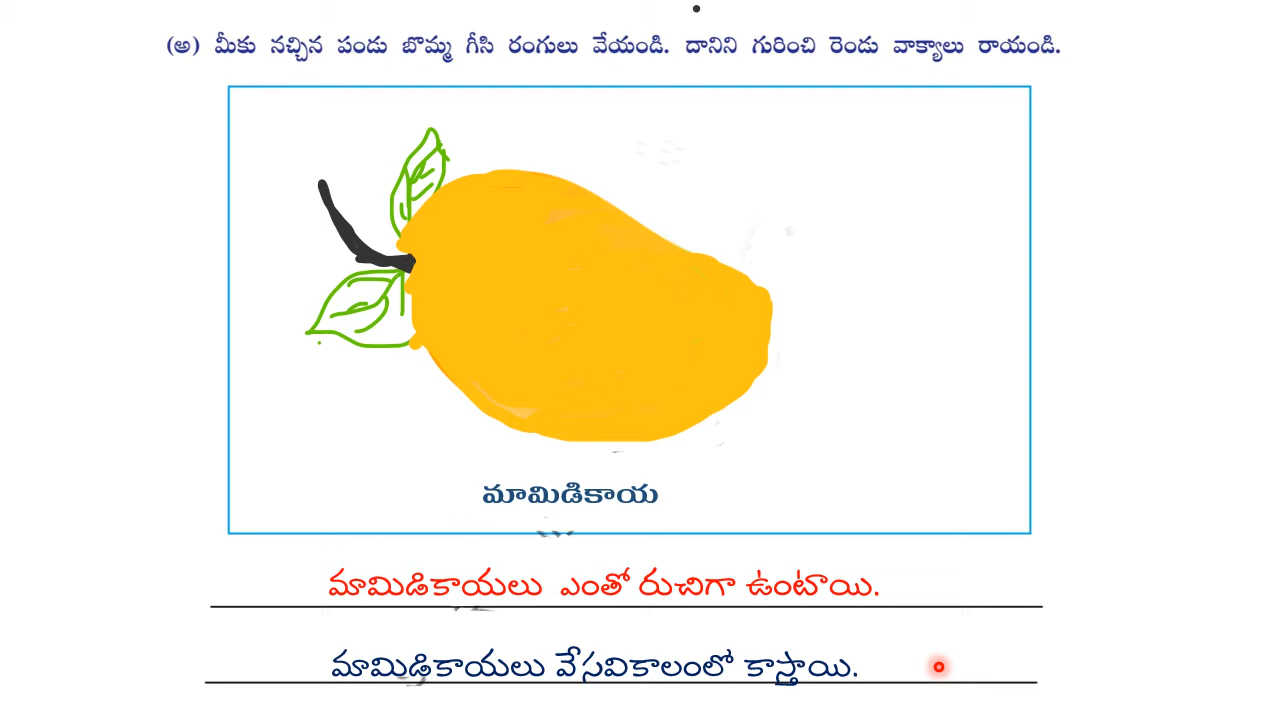 (అ) మీకు నచ్చిన పండు బొమ్మ గీసి రంగులు వేయండి. దానిని గురించి రెండు వాక్యాలు రాయండి.
మామిడికాయ
మామిడికాయలు ఎంతో రుచిగా ఉంటాయి.
మామిడికాయలు వేసవికాలంలో కాస్తాయి.